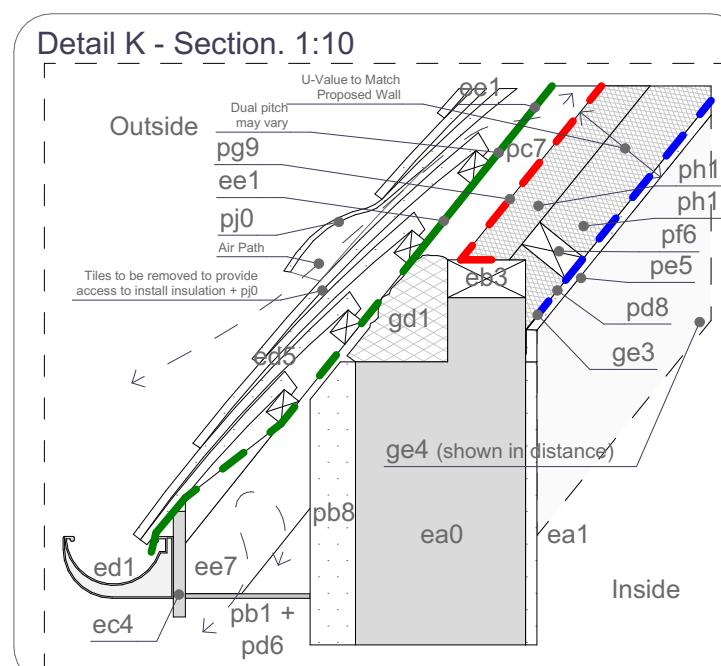 Detail K - Section. 1:10
U-Value to Match
Proposed Wall
ee1
Outside
Dual pitch
may vary
pc7
pg9
ph1
ee1
ph1
pj0
pf6
Air Path
pe5
Tiles to be removed to provide
access to install insulation + pj0
eb3
gd1
pd8
ed5
ge3
ge4 (shown in distance)
pb8
ea0
ea1
ed1
ee7
Inside
ec4
pb1 +
pd6